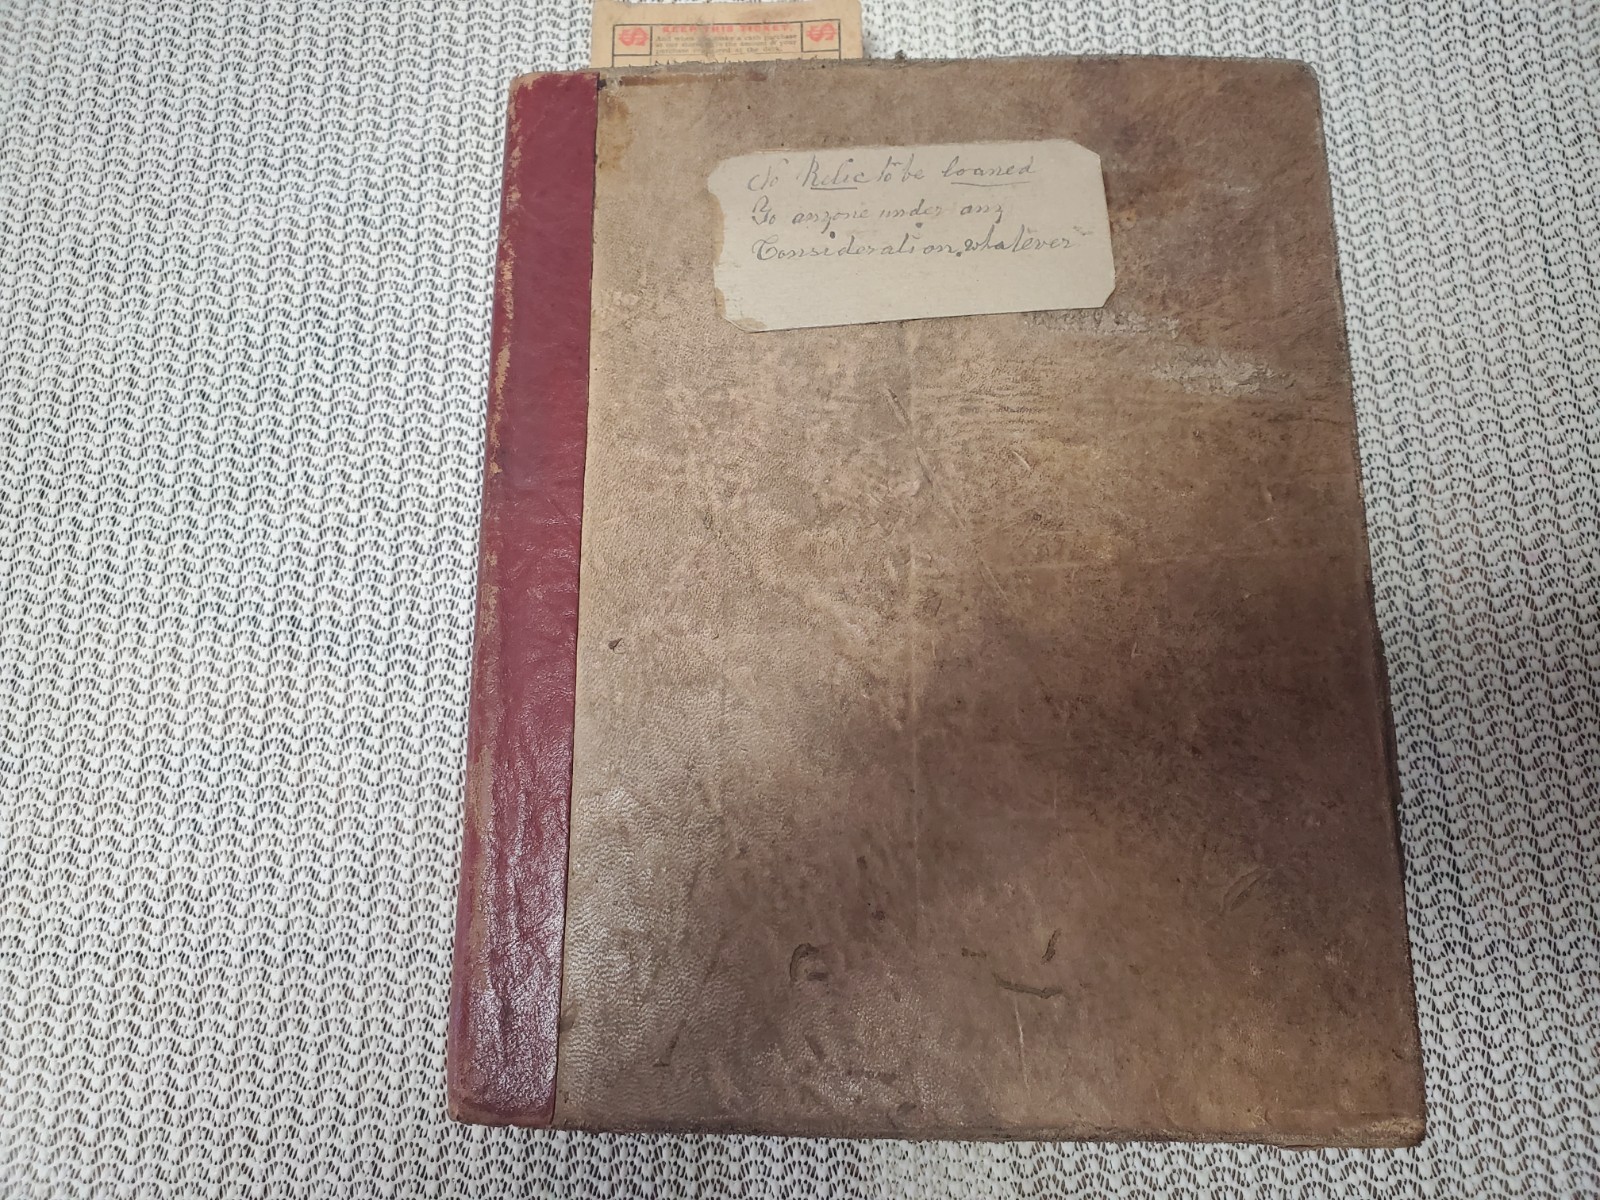 KEEP THIS TICKET.
No Relic to be loaned
To anyone under any
Consideration. whatever